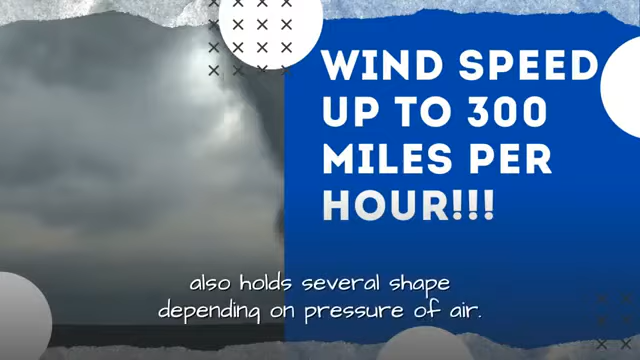 WIND SPEED
UP TO 300
MILES PER
HOUR!!!
also holds several shape
depending on pressure of air.